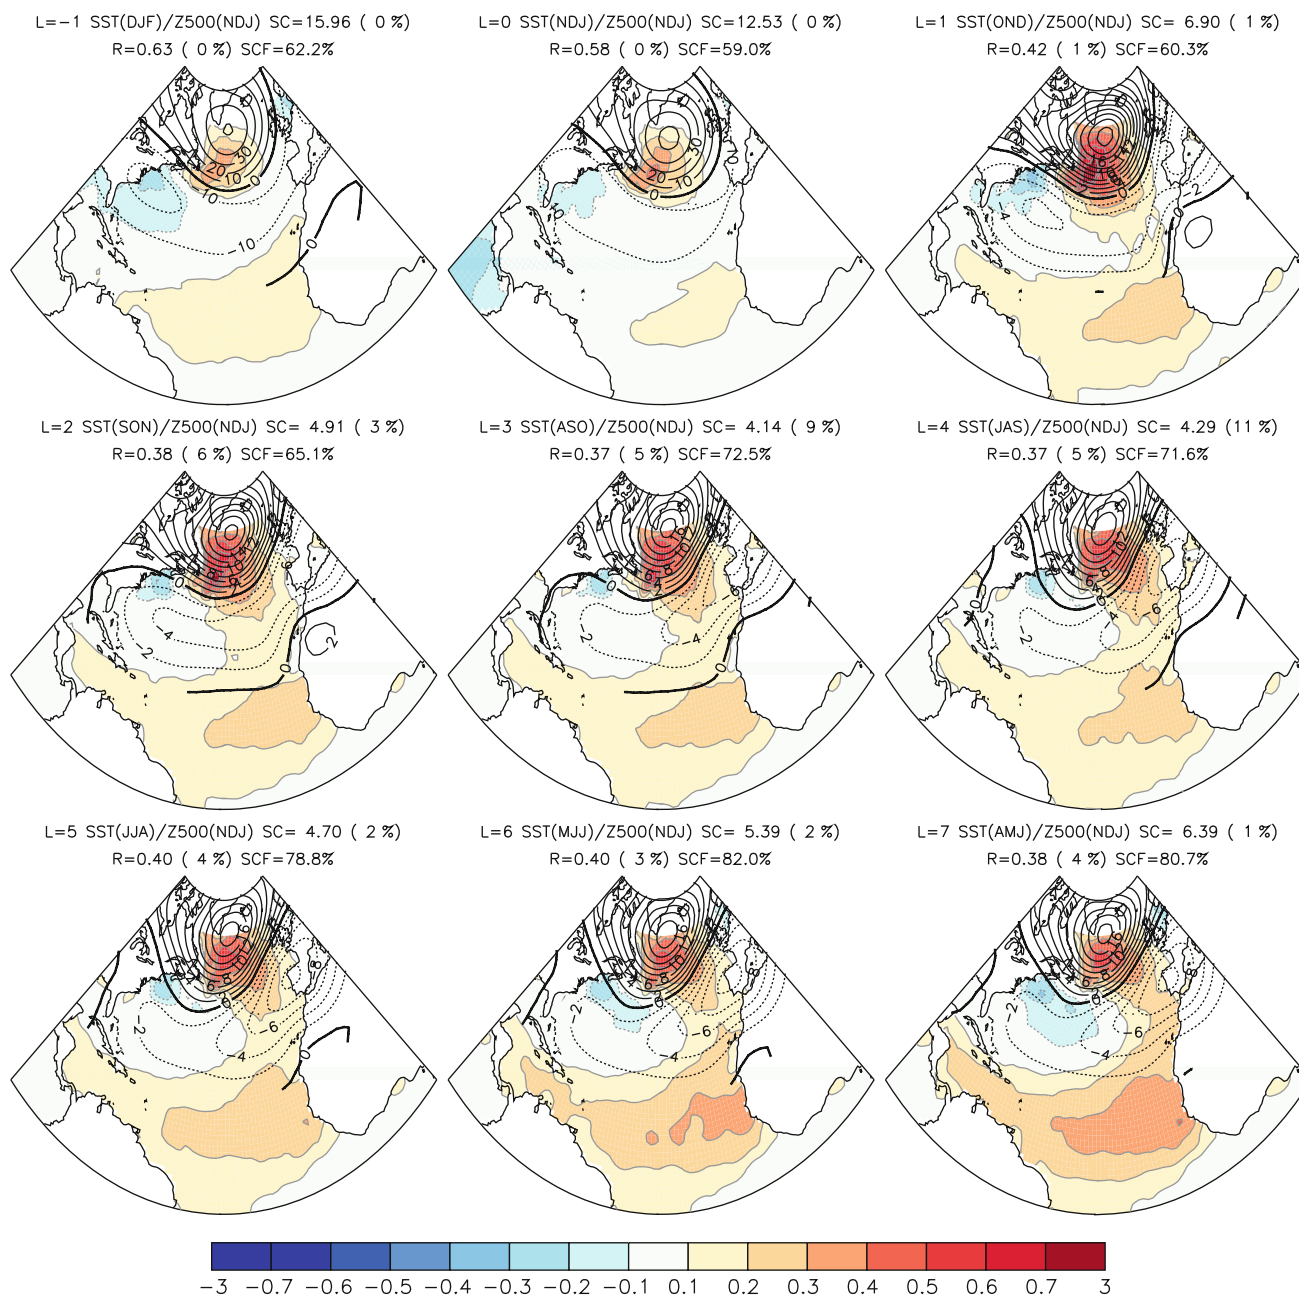 L=−1 SST(DJF)/Z500(NDJ) SC=15.96 ( 0 %)
R=0.63 ( 0 %) SCF=62.2%
L=0 SST(NDJ)/Z500(NDJ) SC=12.53 ( 0 %)
R=0.58 ( 0 %) SCF=59.0%
L=1 SST(OND)/Z500(NDJ) SC= 6.90 ( 1 %)
R=0.42 ( 1 %) SCF=60.3%
L=2 SST(SON)/Z500(NDJ) SC= 4.91 ( 3 %)
R=0.38 ( 6 %) SCF=65.1%
L=3 SST(ASO)/Z500(NDJ) SC= 4.14 ( 9 %)
R=0.37 ( 5 %) SCF=72.5%
L=4 SST(JAS)/Z500(NDJ) SC= 4.29 (11 %)
R=0.37 ( 5 %) SCF=71.6%
L=5 SST(JJA)/Z500(NDJ) SC= 4.70 ( 2 %)
R=0.40 ( 4 %) SCF=78.8%
L=6 SST(MJJ)/Z500(NDJ) SC= 5.39 ( 2 %)
R=0.40 ( 3 %) SCF=82.0%
L=7 SST(AMJ)/Z500(NDJ) SC= 6.39 ( 1 %)
R=0.38 ( 4 %) SCF=80.7%
−3 −0.7 −0.6 −0.5 −0.4 −0.3 −0.2 −0.1 0.1 0.2 0.3 0.4 0.5 0.6 0.7 3